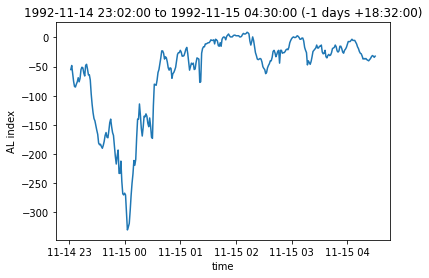 1992-11-14 23:02:00 to 1992-11-15 04:30:00 (-1 days +18:32:00)
0
−50
−100
−150
−200
−250
−300
AL index
11-14 23 11-15 00 11-15 01 11-15 02 11-15 03 11-15 04
time